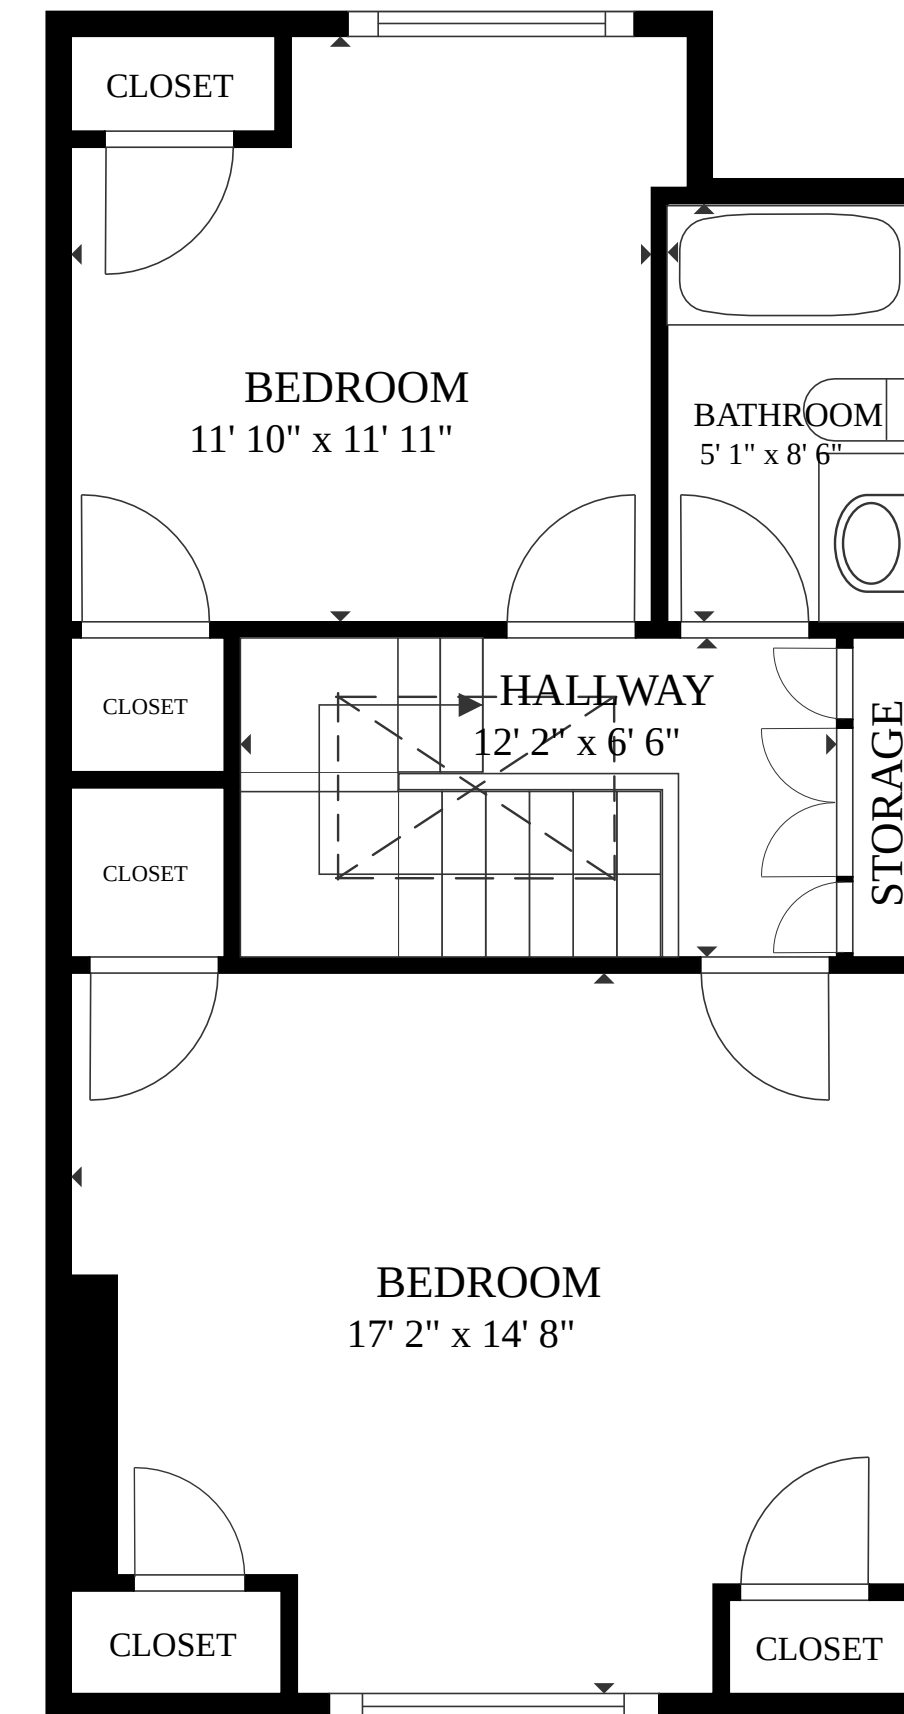 CLOSET
BEDROOM
11' 10" x 11' 11"
BATHROOM
5' 1" x 8' 6"
HALLWAY
12' 2" x 6' 6"
CLOSET
STORAGE
CLOSET
BEDROOM
17' 2" x 14' 8"
CLOSET
CLOSET